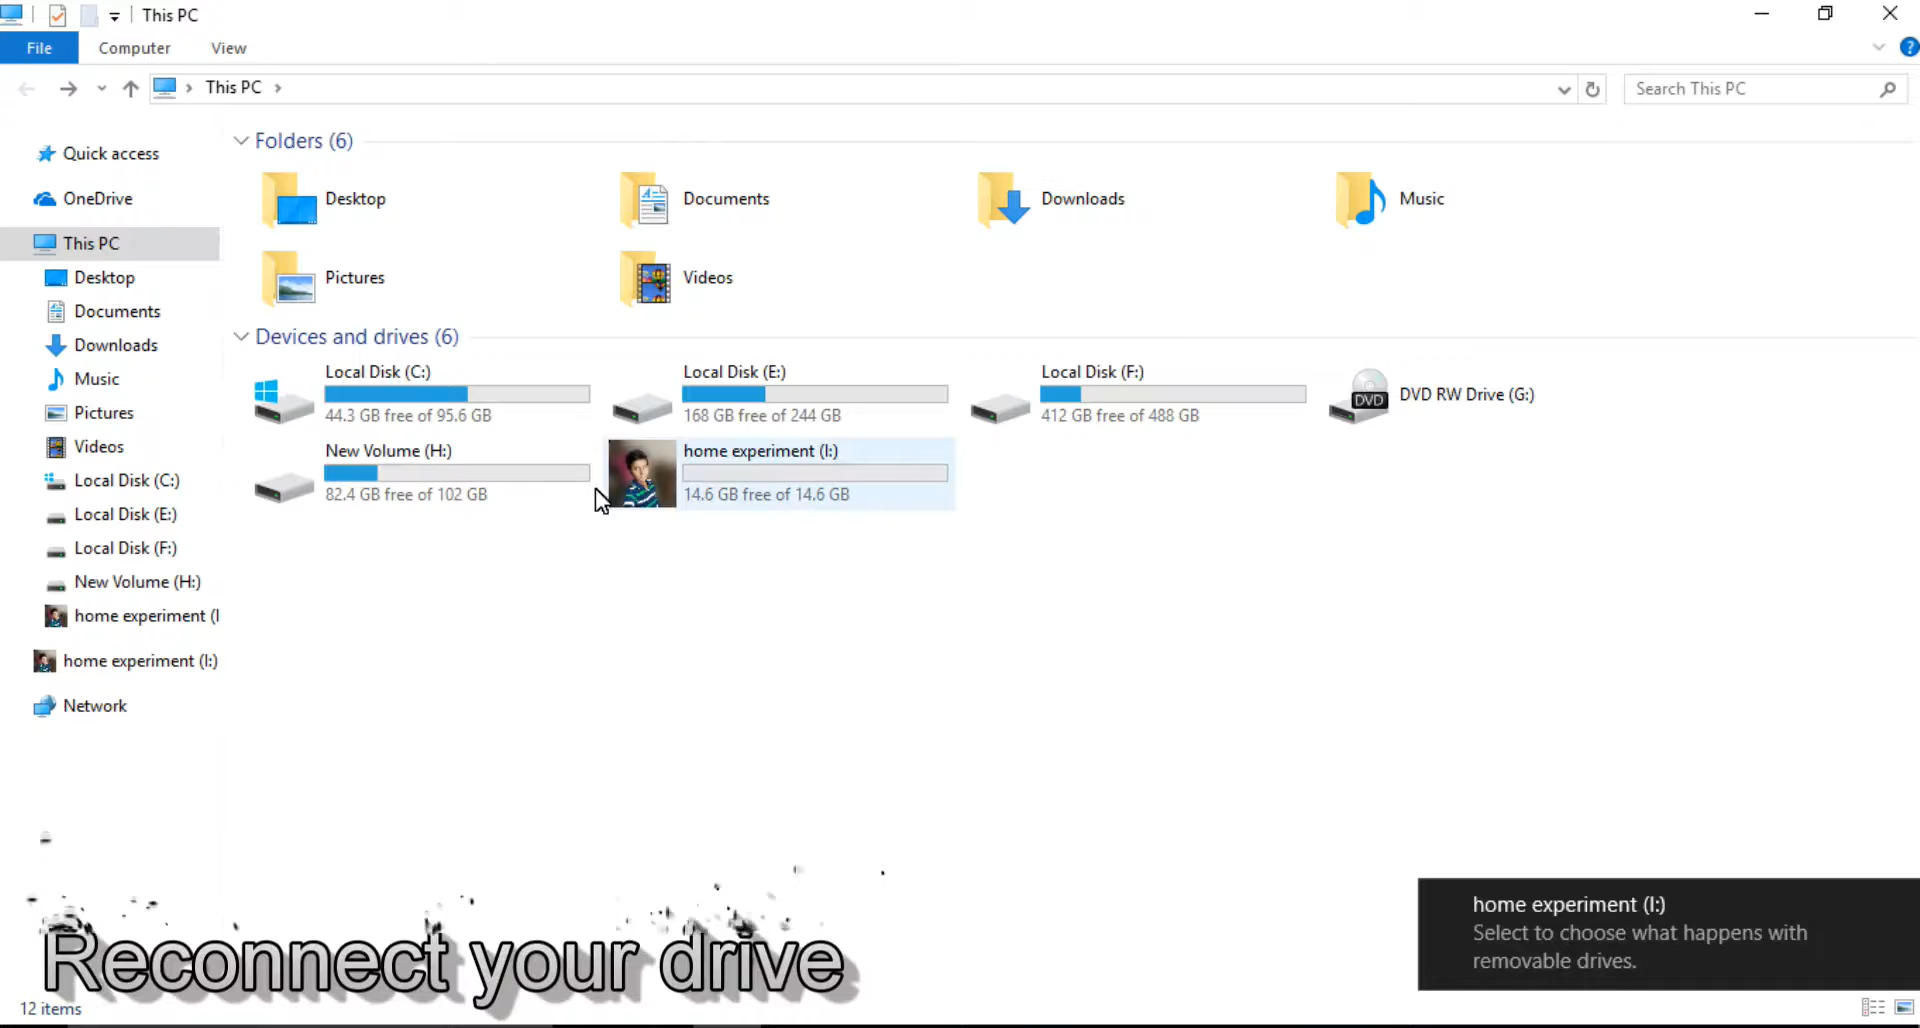 This PC
File Computer View
This PC
Search This PC
Quick access
OneDrive
This PC
Desktop
Documents
Downloads
Music
Pictures
Videos
Local Disk (C:)
Local Disk (E:)
Local Disk (F:)
New Volume (H:)
home experiment (I
home experiment (I:)
Network
Folders (6)
Desktop
Documents
Downloads
Music
Pictures
Videos
Devices and drives (6)
Local Disk (C:)
44.3 GB free of 95.6 GB
Local Disk (E:)
168 GB free of 244 GB
Local Disk (F:)
412 GB free of 488 GB
DVD
DVD RW Drive (G:)
New Volume (H:)
82.4 GB free of 102 GB
home experiment (I:)
14.6 GB free of 14.6 GB
home experiment (I:)
Select to choose what happens with
removable drives.
Reconnect your drive
12 items